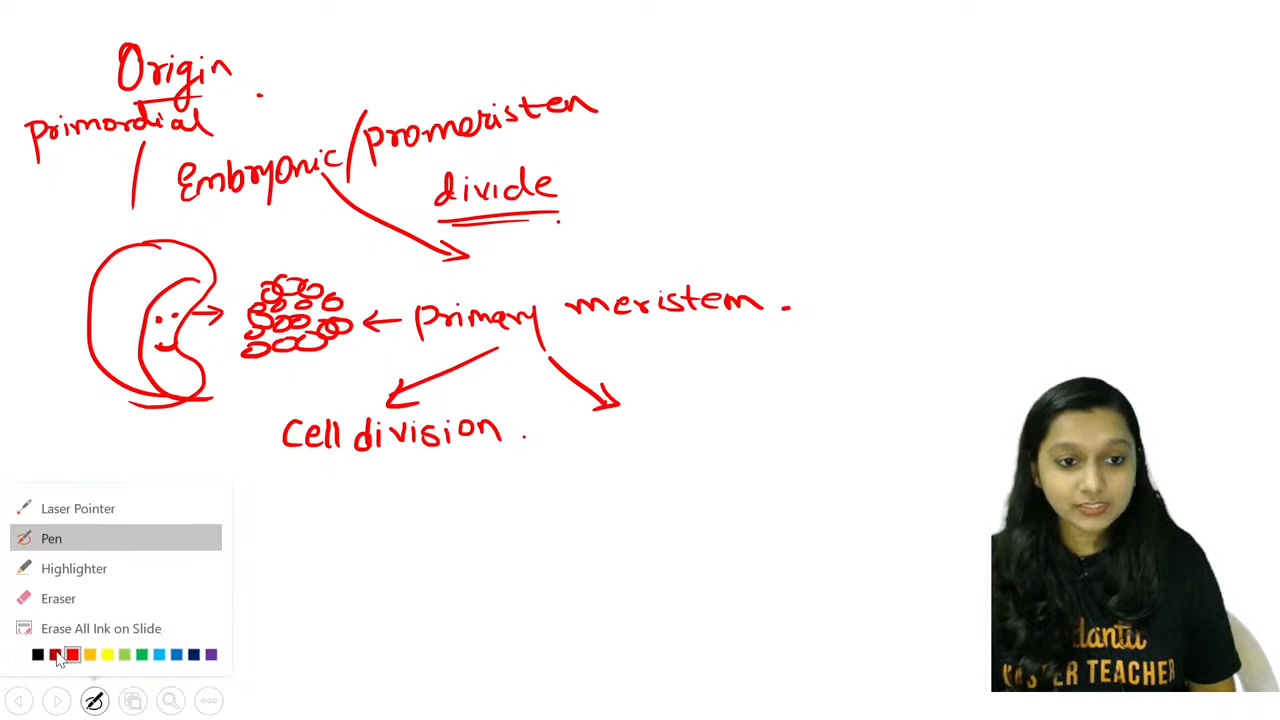 Origin
primordial
Embryonic/promeristen
divide
primary meristem.
cell division.
Laser Pointer
Pen
Highlighter
Eraser
Erase All Ink on Slide
TEACHER